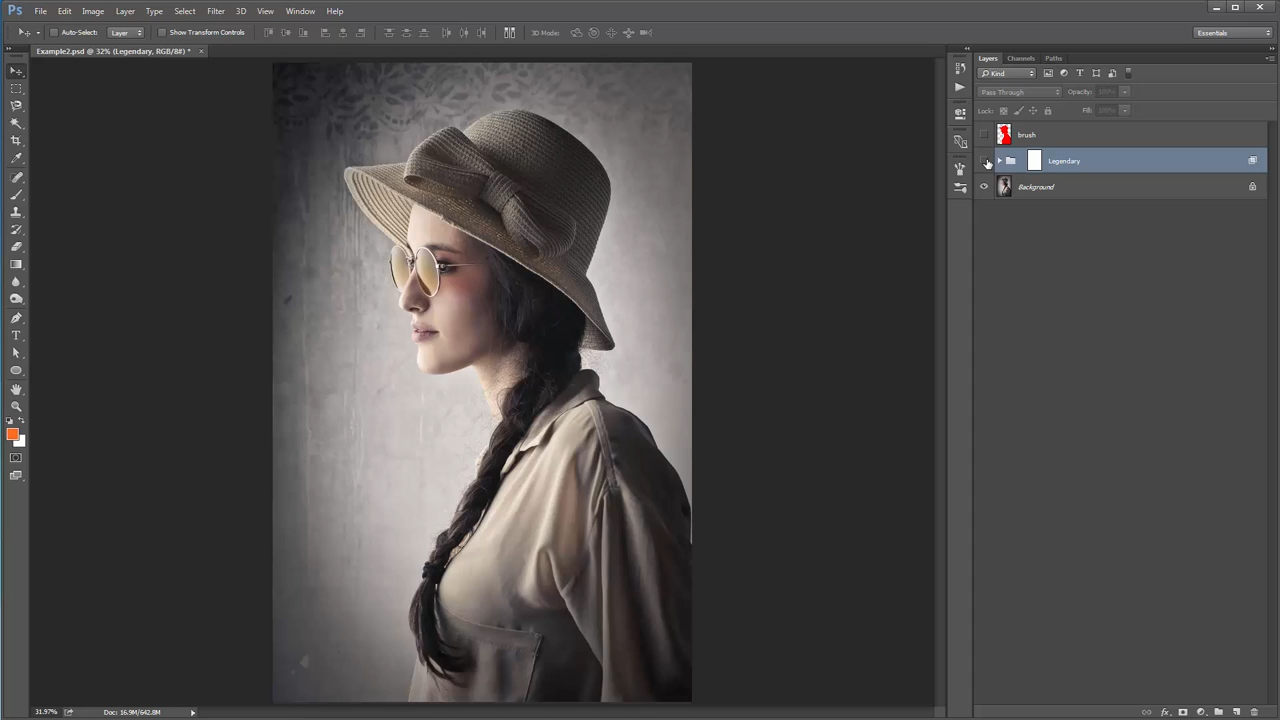 Ps File Edit Image Layer Type Select Filter 3D View Window Help
Auto-Select: Layer Show Transform Controls 3D Mode: Essentials
Example2.psd @ 32% (Legendary, RGB/8#) * ×
Layers Channels Paths
Kind
Pass Through Opacity: 100%
Lock: Fill: 100%
brush
Legendary
Background
31.97% Doc: 16.9M/642.8M